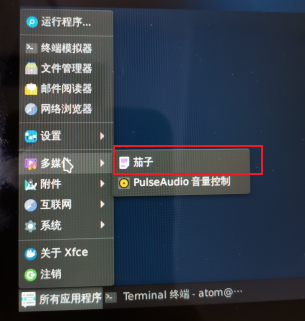 运行程序...
终端模拟器
文件管理器
邮件阅读器
网络浏览器
设置
多媒
茄子
附件
PulseAudio 音量控制
互联网
系统
关于 Xfce
注销
所有应用程序
Terminal 终端 - atom@···